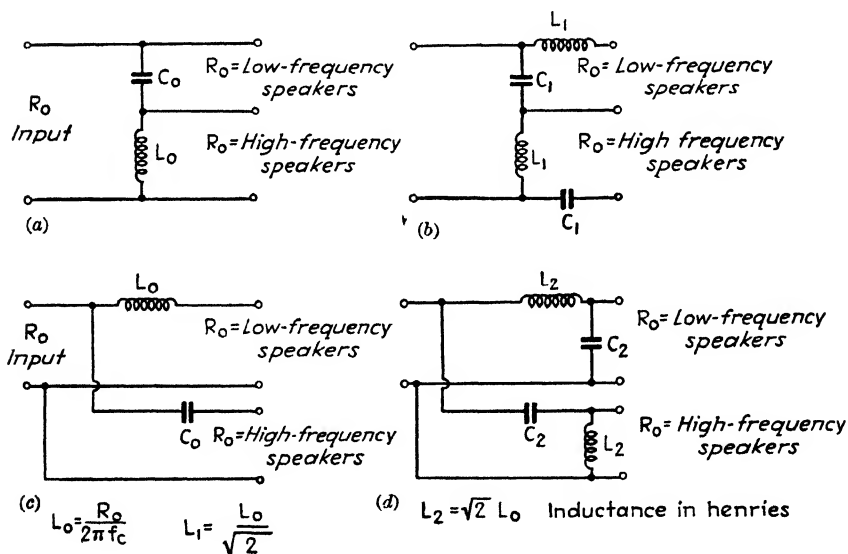 L₁
C₀
R₀=Low-frequency
speakers
R₀
Input
L₀
R₀=High-frequency
speakers
(a)
C₁
R₀=Low-frequency
speakers
L₁
R₀=High frequency
speakers
C₁
(b)
L₀
R₀
Input
R₀=Low-frequency
speakers
C₀
R₀=High-frequency
speakers
L₂
C₂
R₀=Low-frequency
speakers
C₂
L₂
R₀=High-frequency
speakers
(c)
L₀=R₀/2πf_c
L₁=L₀/√2
(d)
L₂=√2 L₀ Inductance in henries